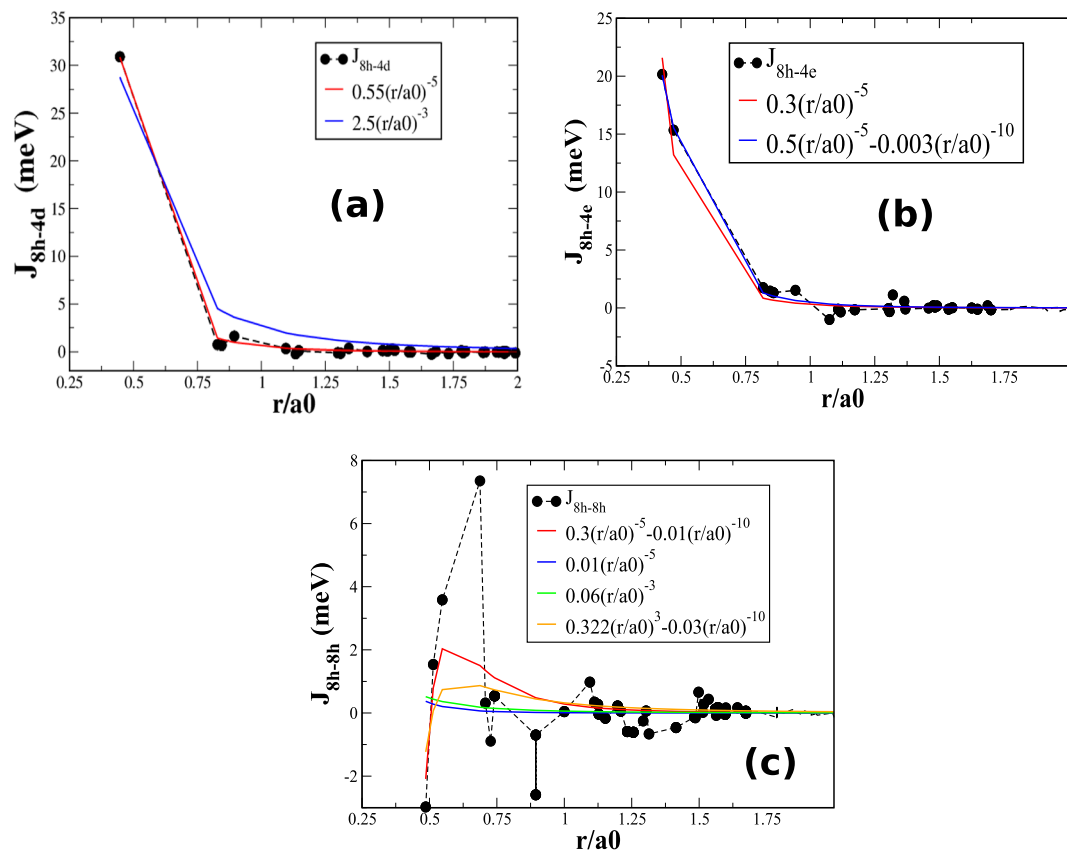 35
30
25
20
15
10
5
0
J8h-4d (meV)
J8h-4d
0.55(r/a0)^-5
2.5(r/a0)^-3
(a)
0.25 0.5 0.75 1 1.25 1.5 1.75 2
r/a0
25
20
15
10
5
0
-5
J8h-4e (meV)
J8h-4e
0.3(r/a0)^-5
0.5(r/a0)^-5-0.003(r/a0)^-10
(b)
0.25 0.5 0.75 1 1.25 1.5 1.75
r/a0
8
6
4
2
0
-2
J8h-8h (meV)
J8h-8h
0.3(r/a0)^-5-0.01(r/a0)^-10
0.01(r/a0)^-5
0.06(r/a0)^-3
0.322(r/a0)^3-0.03(r/a0)^-10
(c)
0.25 0.5 0.75 1 1.25 1.5 1.75
r/a0